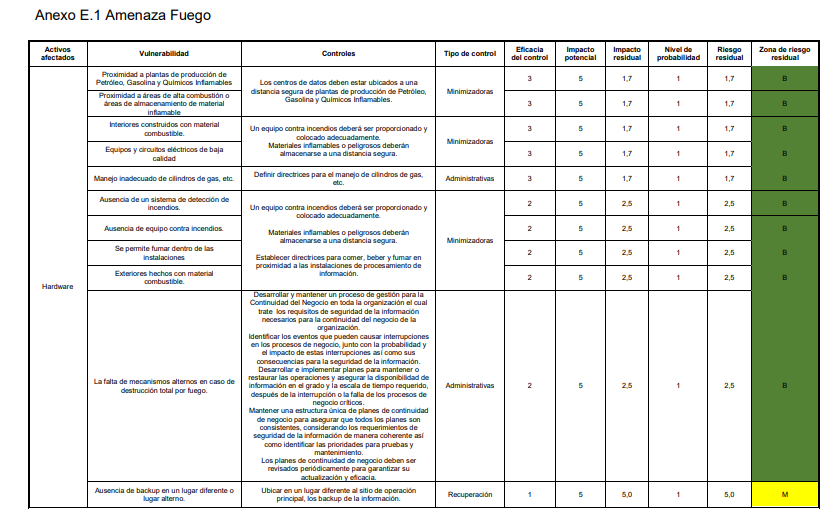 Anexo E.1 Amenaza Fuego
Activos
afectados
Vulnerabilidad
Controles
Tipo de control
Eficacia
del control
Impacto
potencial
Impacto
residual
Nivel de
probabilidad
Riesgo
residual
Zona de riesgo
residual
Hardware
Proximidad a plantas de producción de
Petróleo, Gasolina y Químicos Inflamables
Los centros de datos deben estar ubicados a una
distancia segura de plantas de producción de Petróleo,
Gasolina y Químicos Inflamables.
Minimizadoras
3 5 1,7 1 1,7 B
Proximidad a áreas de alta combustión o
áreas de almacenamiento de material
inflamable
3 5 1,7 1 1,7 B
Interiores construidos con material
combustible.
Un equipo contra incendios deberá ser proporcionado y
colocado adecuadamente.
Materiales inflamables o peligrosos deberán
almacenarse a una distancia segura.
Minimizadoras
3 5 1,7 1 1,7 B
Equipos y circuitos eléctricos de baja
calidad
3 5 1,7 1 1,7 B
Manejo inadecuado de cilindros de gas, etc.
Definir directrices para el manejo de cilindros de gas,
etc.
Administrativas
3 5 1,7 1 1,7 B
Ausencia de un sistema de detección de
incendios.
Un equipo contra incendios deberá ser proporcionado y
colocado adecuadamente.
Materiales inflamables o peligrosos deberán
almacenarse a una distancia segura.
Establecer directrices para comer, beber y fumar en
proximidad a las instalaciones de procesamiento de
información.
Minimizadoras
2 5 2,5 1 2,5 B
Ausencia de equipo contra incendios.
2 5 2,5 1 2,5 B
Se permite fumar dentro de las
instalaciones
2 5 2,5 1 2,5 B
Exteriores hechos con material
combustible.
2 5 2,5 1 2,5 B
La falta de mecanismos alternos en caso de
destrucción total por fuego.
Desarrollar y mantener un proceso de gestión para la
Continuidad del Negocio en toda la organización el cual
trate los requisitos de seguridad de la información
necesarios para la continuidad del negocio de la
organización.
Identificar los eventos que pueden causar interrupciones
en los procesos de negocio, junto con la probabilidad y
el impacto de estas interrupciones así como sus
consecuencias para la seguridad de la información.
Desarrollar e implementar planes para mantener o
restaurar las operaciones y asegurar la disponibilidad de
información en el grado y la escala de tiempo requerido,
después de la interrupción o la falla de los procesos de
negocio críticos.
Mantener una estructura única de planes de continuidad
de negocio para asegurar que todos los planes son
consistentes, considerando los requerimientos de
seguridad de la información de manera coherente así
como identificar las prioridades para pruebas y
mantenimiento.
Los planes de continuidad de negocio deben ser
revisados periódicamente para garantizar su
actualización y eficacia.
Administrativas
2 5 2,5 1 2,5 B
Ausencia de backup en un lugar diferente o
lugar alterno.
Ubicar en un lugar diferente al sitio de operación
principal, los backup de la información.
Recuperación
1 5 5,0 1 5,0 M